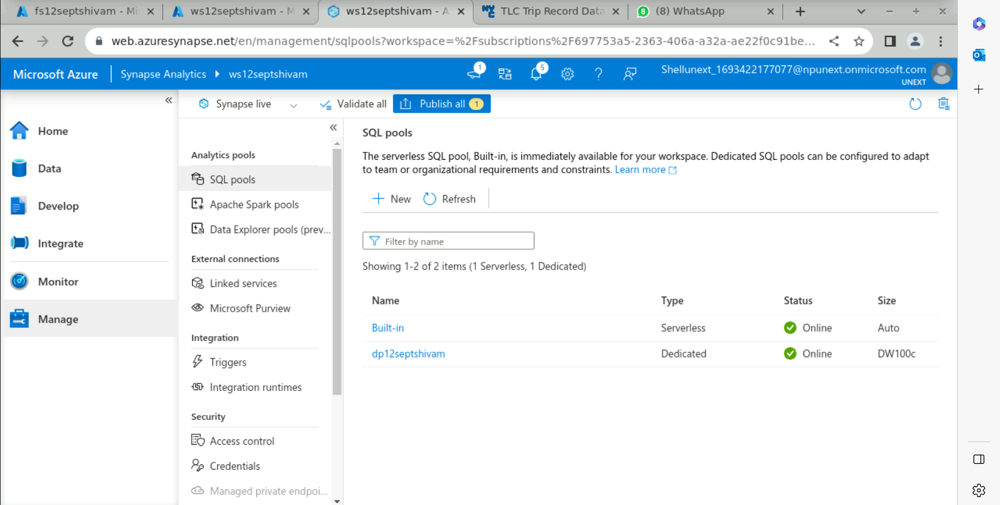 fs12septshivam - Mi
ws12septshivam - M
ws12septshivam - A
TLC Trip Record Data
(8) WhatsApp
web.azuresynapse.net/en/management/sqlpools?workspace=%2Fsubscriptions%2F697753a5-2363-406a-a32a-ae22f0c91be...
Microsoft Azure
Synapse Analytics
ws12septshivam
1
5
Shellunext_1693422177077@npunext.onmicrosoft.com
UNEXT
Synapse live
Validate all
Publish all 1
Home
Data
Develop
Integrate
Monitor
Manage
Analytics pools
SQL pools
Apache Spark pools
Data Explorer pools (prev...
External connections
Linked services
Microsoft Purview
Integration
Triggers
Integration runtimes
Security
Access control
Credentials
Managed private endpoi...
SQL pools
The serverless SQL pool, Built-in, is immediately available for your workspace. Dedicated SQL pools can be configured to adapt
to team or organizational requirements and constraints. Learn more
New
Refresh
Filter by name
Showing 1-2 of 2 items (1 Serverless, 1 Dedicated)
Name Type Status Size
Built-in Serverless Online Auto
dp12septshivam Dedicated Online DW100c